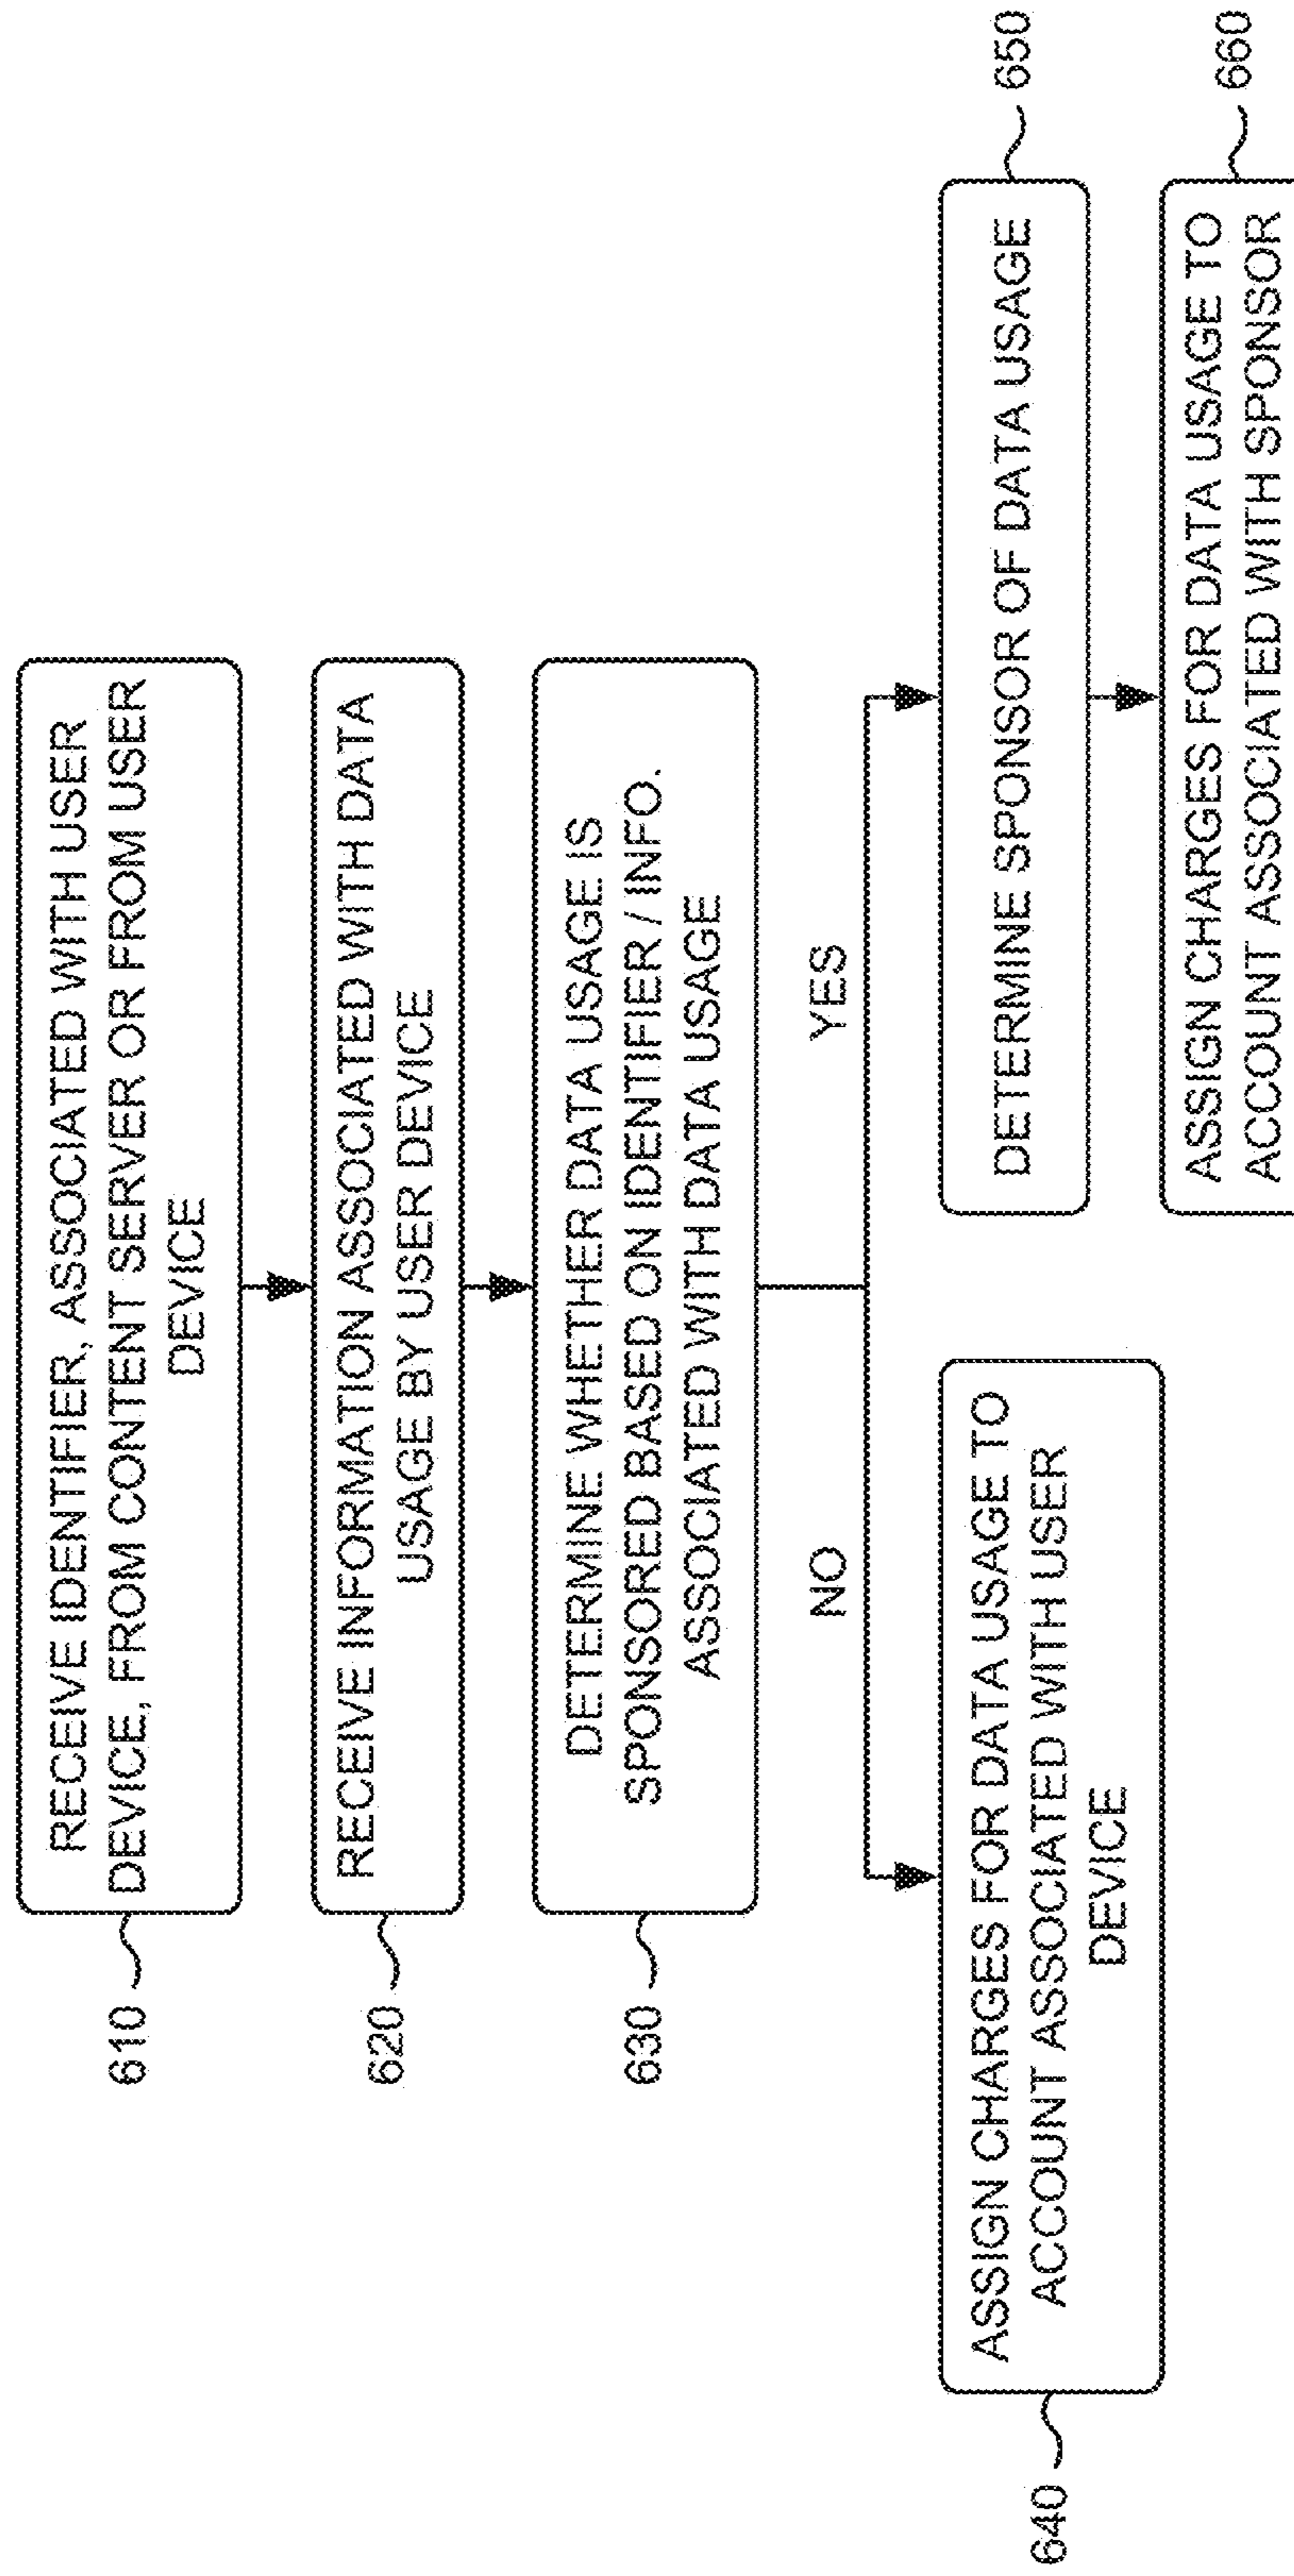 610
RECEIVE IDENTIFIER, ASSOCIATED WITH USER
DEVICE, FROM CONTENT SERVER OR FROM USER
DEVICE
620
RECEIVE INFORMATION ASSOCIATED WITH DATA
USAGE BY USER DEVICE
630
DETERMINE WHETHER DATA USAGE IS
SPONSORED BASED ON IDENTIFIER / INFO.
ASSOCIATED WITH DATA USAGE
NO
YES
640
ASSIGN CHARGES FOR DATA USAGE TO
ACCOUNT ASSOCIATED WITH USER
DEVICE
DETERMINE SPONSOR OF DATA USAGE
650
ASSIGN CHARGES FOR DATA USAGE TO
ACCOUNT ASSOCIATED WITH SPONSOR
660